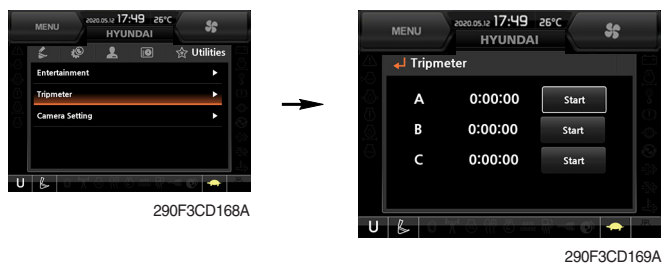 MENU
2020.05.12 17:49 26°C
HYUNDAI
Utilities
Entertainment
Tripmeter
Camera Setting
U
290F3CD168A
MENU
2020.05.12 17:49 26°C
HYUNDAI
Tripmeter
A 0:00:00 Start
B 0:00:00 Start
C 0:00:00 Start
U
290F3CD169A